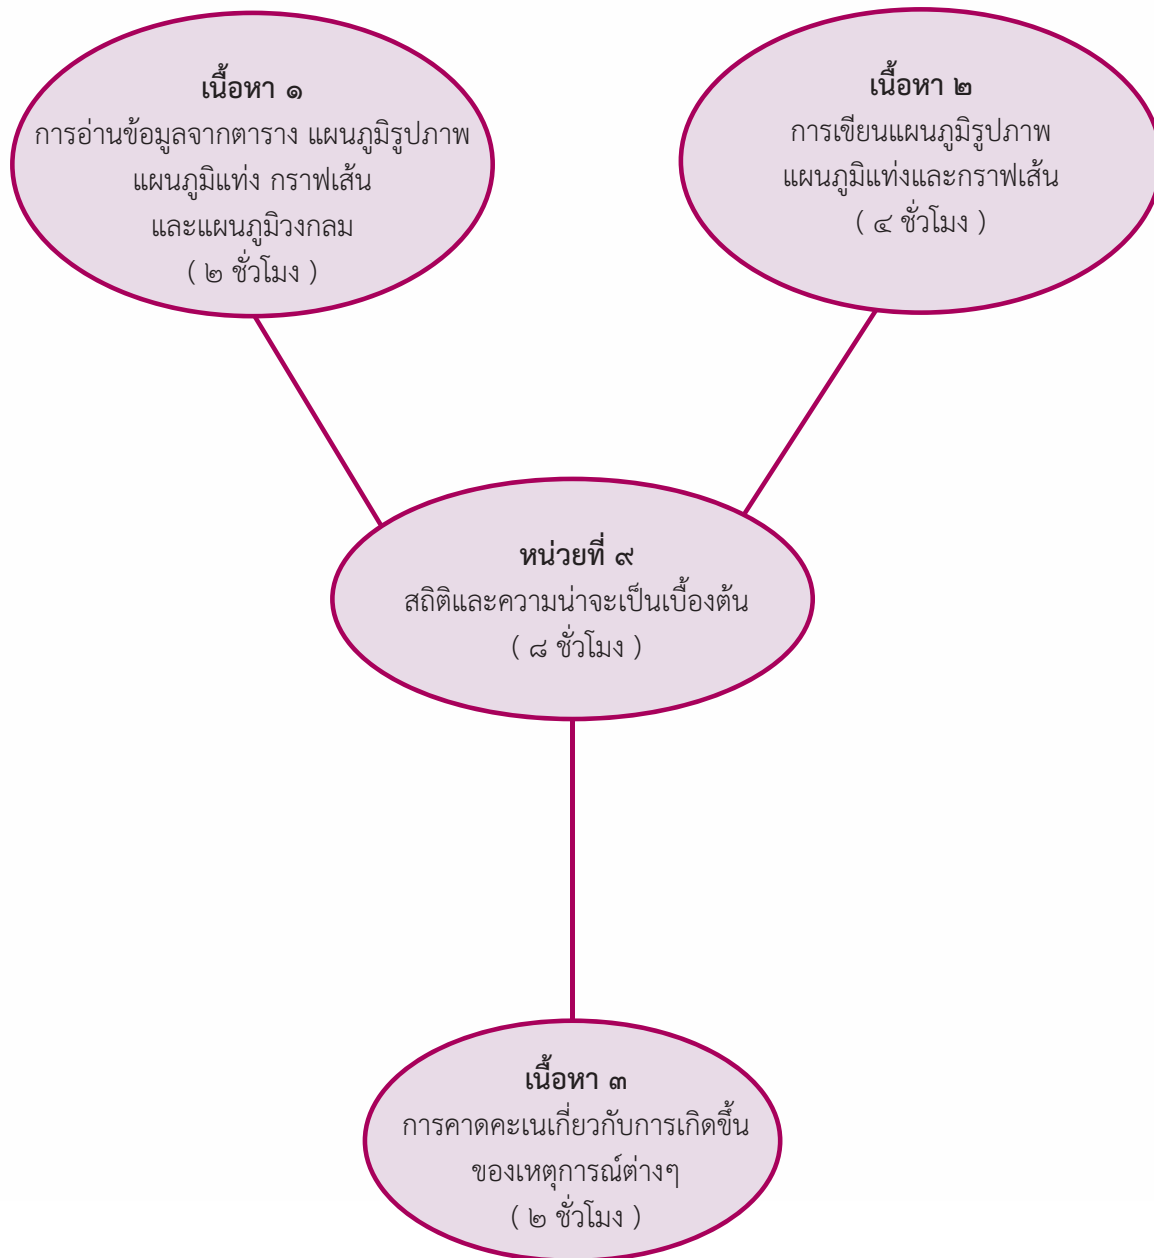 เนื้อหา ๑
การอ่านข้อมูลจากตาราง แผนภูมิรูปภาพ
แผนภูมิแท่ง กราฟเส้น
และแผนภูมิวงกลม
( ๒ ชั่วโมง )
เนื้อหา ๒
การเขียนแผนภูมิรูปภาพ
แผนภูมิแท่งและกราฟเส้น
( ๔ ชั่วโมง )
หน่วยที่ ๙
สถิติและความน่าจะเป็นเบื้องต้น
( ๘ ชั่วโมง )
เนื้อหา ๓
การคาดคะเนเกี่ยวกับการเกิดขึ้น
ของเหตุการณ์ต่างๆ
( ๒ ชั่วโมง )